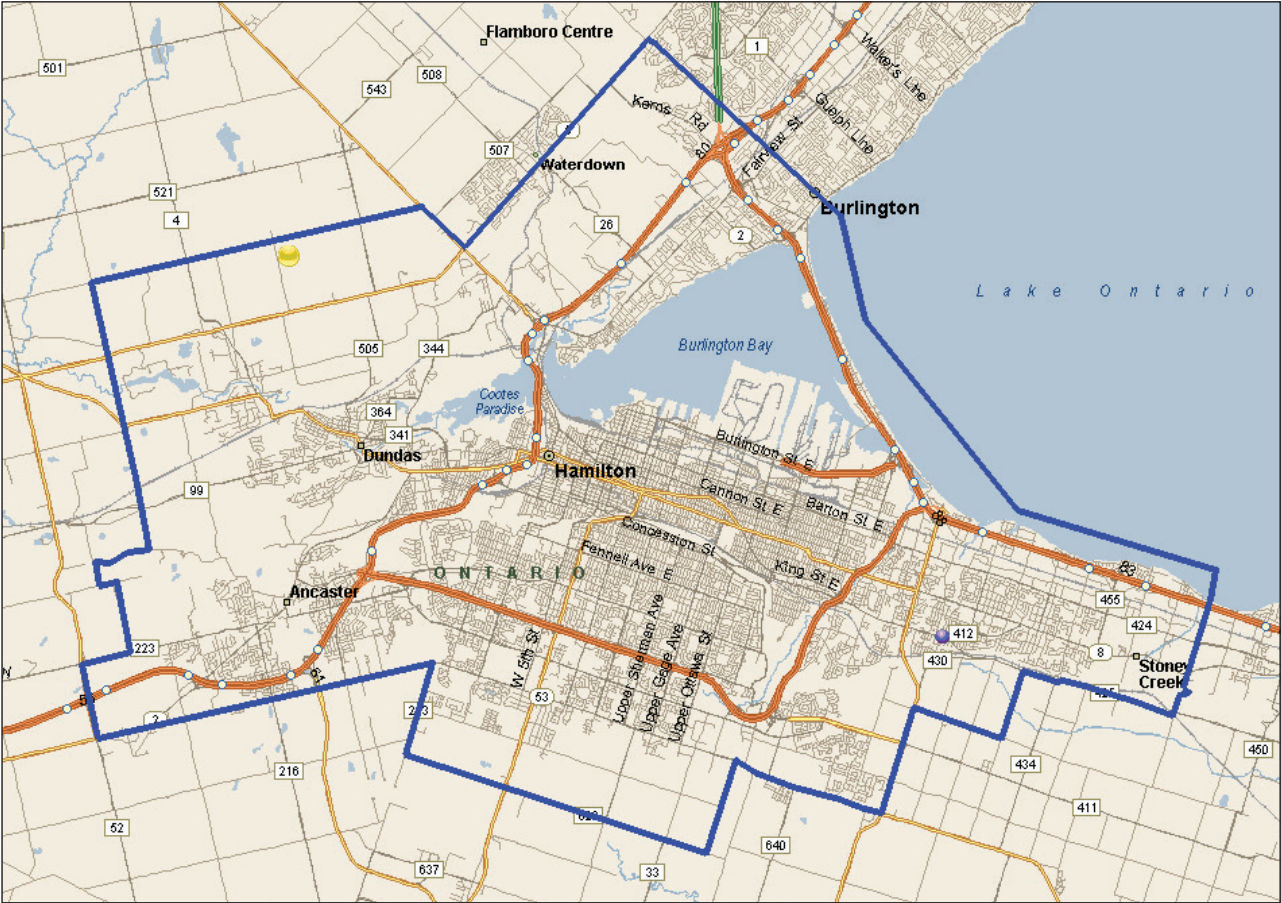 Flamboro Centre
1
501
508
543
Walker's Line
Kerns Rd
Guelph Line
Fairview St
80
507
Waterdown
521
4
26
2
Burlington
Lake Ontario
505
344
Burlington Bay
Cootes
Paradise
364
341
Dundas
Hamilton
Burlington St E
99
Cannon St E
Barton St E
88
Concession St
Fennell Ave E
King St E
83
ONTARIO
Ancaster
455
412
424
223
430
8
Stoney
Creek
W 5th St
Upper Sherman Ave
Upper Gage Ave
Upper Ottawa St
53
2
216
450
434
411
52
640
637
33